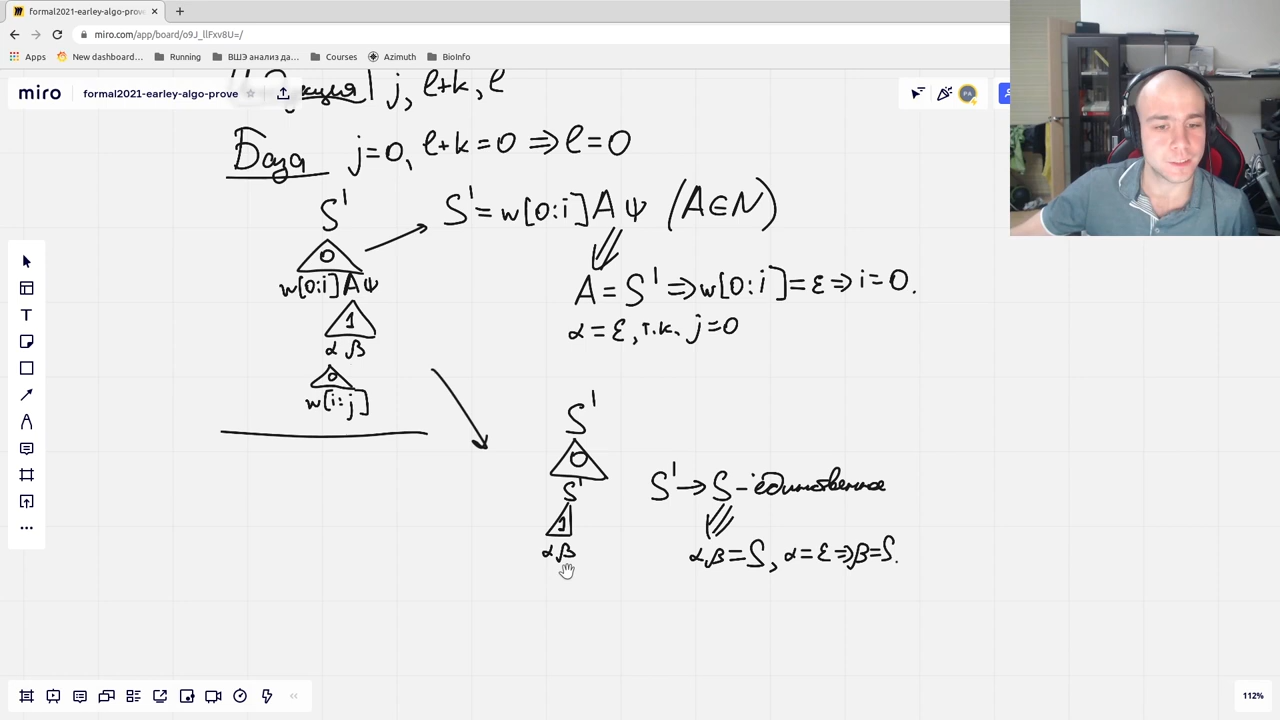 formal2021-earley-algo-prove
miro.com/app/board/o9J_llFxv8U=/
Apps
New dashboard...
Running
ВШЭ анализ да...
Courses
Azimuth
BioInfo
miro
formal2021-earley-algo-prove
j, ℓ+k, ℓ
База j=0, ℓ+k=0 ⇒ ℓ=0
S'
S'= w[0:i] A ψ (A∈N)
0
w[0:i] A ψ
A = S' ⇒ w[0:i] = ε ⇒ i=0.
1
α = ε, т.к. j=0
α β
0
w[i:j]
S'
0
S'
S' → S - единственное
1
α β
αβ = S, α = ε ⇒ β = S.
112%